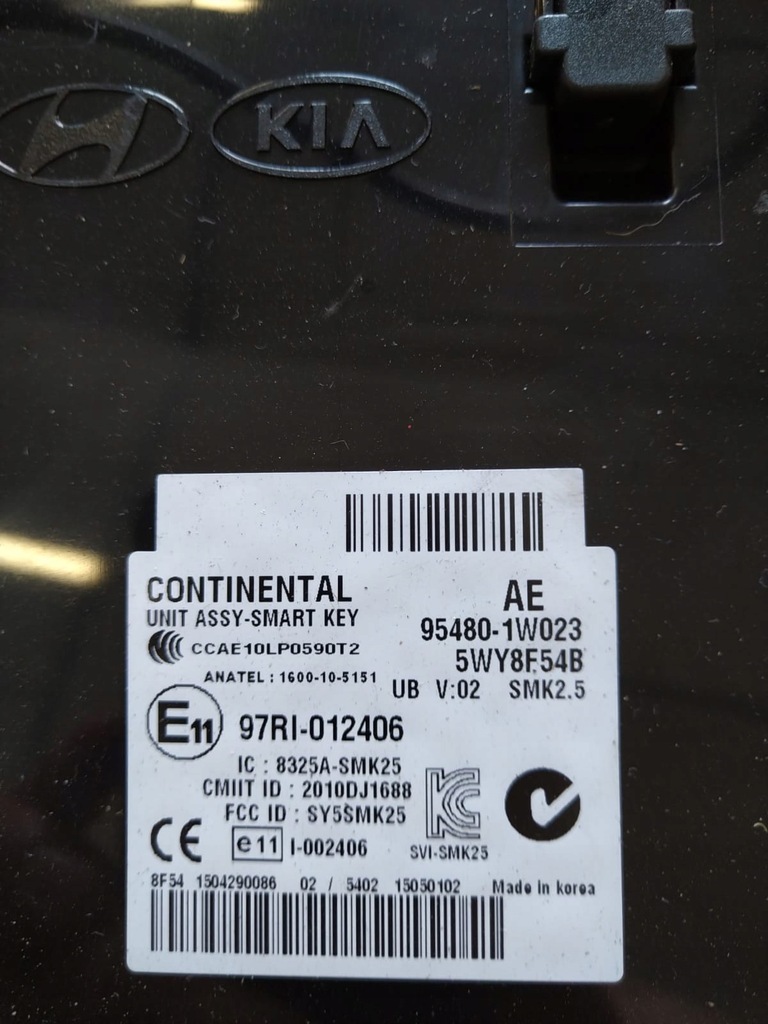 KIA
CONTINENTAL
AE
UNIT ASSY-SMART KEY
95480-1W023
CCAE10LP0590T2
5WY8F54B
ANATEL : 1600-10-5151
UB V:02 SMK2.5
E11 97RI-012406
IC : 8325A-SMK25
CMIIT ID : 2010DJ1688
FCC ID : SY5SMK25
CE e11 I-002406
SVI-SMK25
8F54 1504290086 02 / 5402 15050102 Made in korea